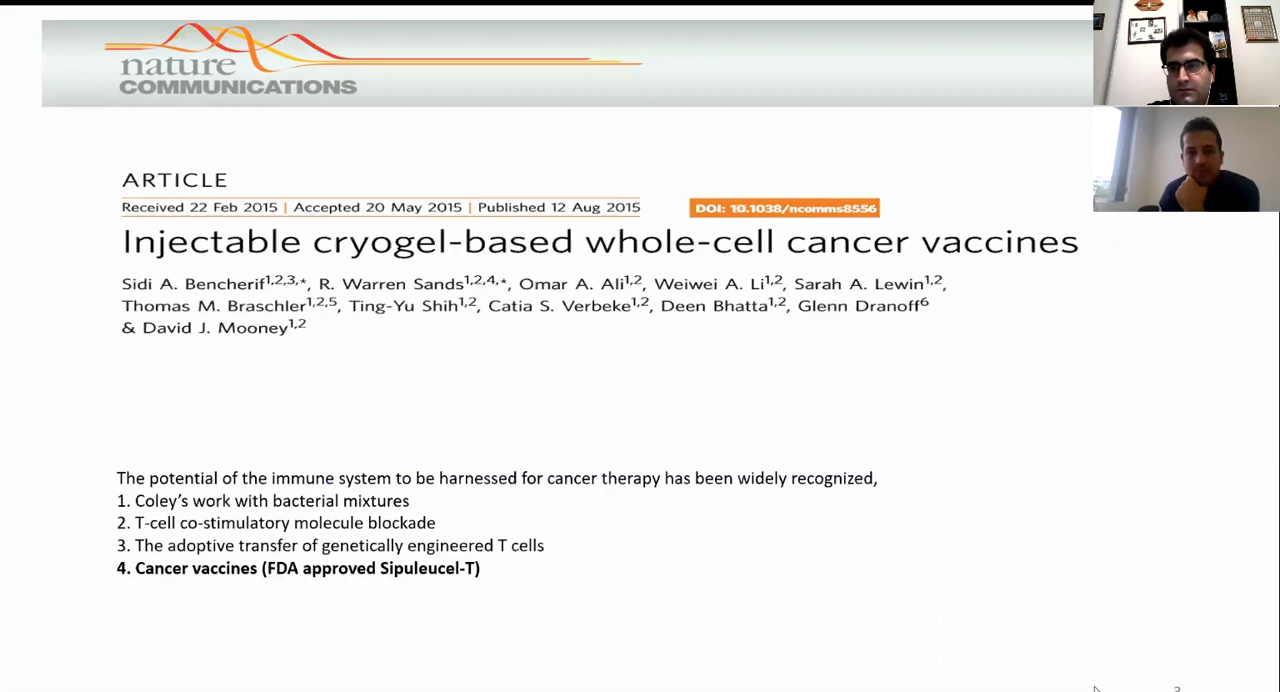 nature
COMMUNICATIONS
ARTICLE
Received 22 Feb 2015 | Accepted 20 May 2015 | Published 12 Aug 2015
DOI: 10.1038/ncomms8556
Injectable cryogel-based whole-cell cancer vaccines
Sidi A. Bencherif1,2,3,*, R. Warren Sands1,2,4,*, Omar A. Ali1,2, Weiwei A. Li1,2, Sarah A. Lewin1,2,
Thomas M. Braschler1,2,5, Ting-Yu Shih1,2, Catia S. Verbeke1,2, Deen Bhatta1,2, Glenn Dranoff6
& David J. Mooney1,2
The potential of the immune system to be harnessed for cancer therapy has been widely recognized,
1. Coley's work with bacterial mixtures
2. T-cell co-stimulatory molecule blockade
3. The adoptive transfer of genetically engineered T cells
4. Cancer vaccines (FDA approved Sipuleucel-T)